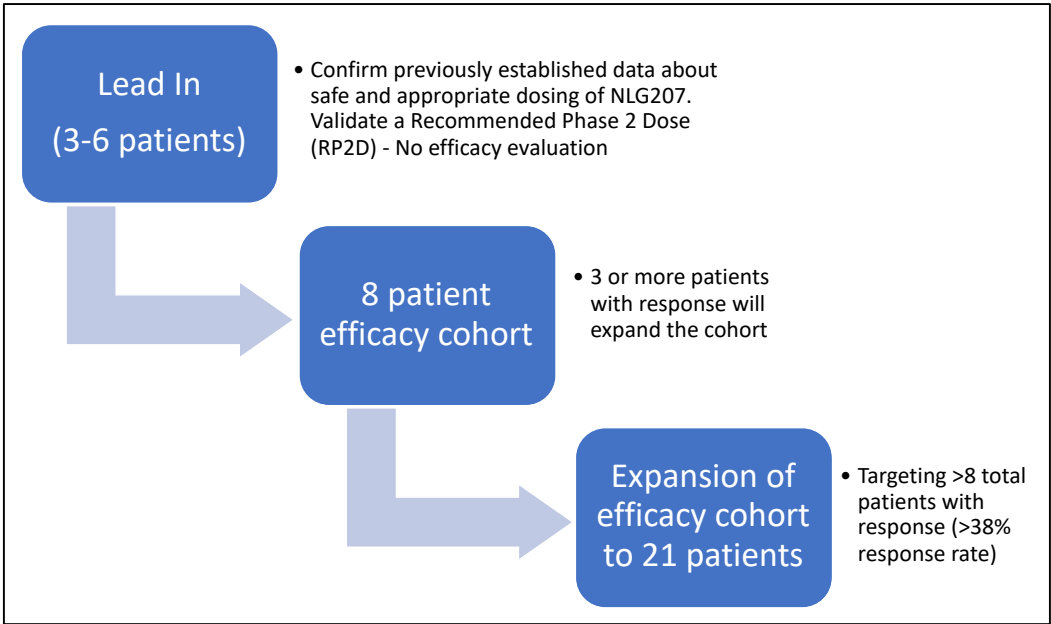 Lead In
(3-6 patients)
• Confirm previously established data about
safe and appropriate dosing of NLG207.
Validate a Recommended Phase 2 Dose
(RP2D) - No efficacy evaluation
8 patient
efficacy cohort
• 3 or more patients
with response will
expand the cohort
Expansion of
efficacy cohort
to 21 patients
• Targeting >8 total
patients with
response (>38%
response rate)